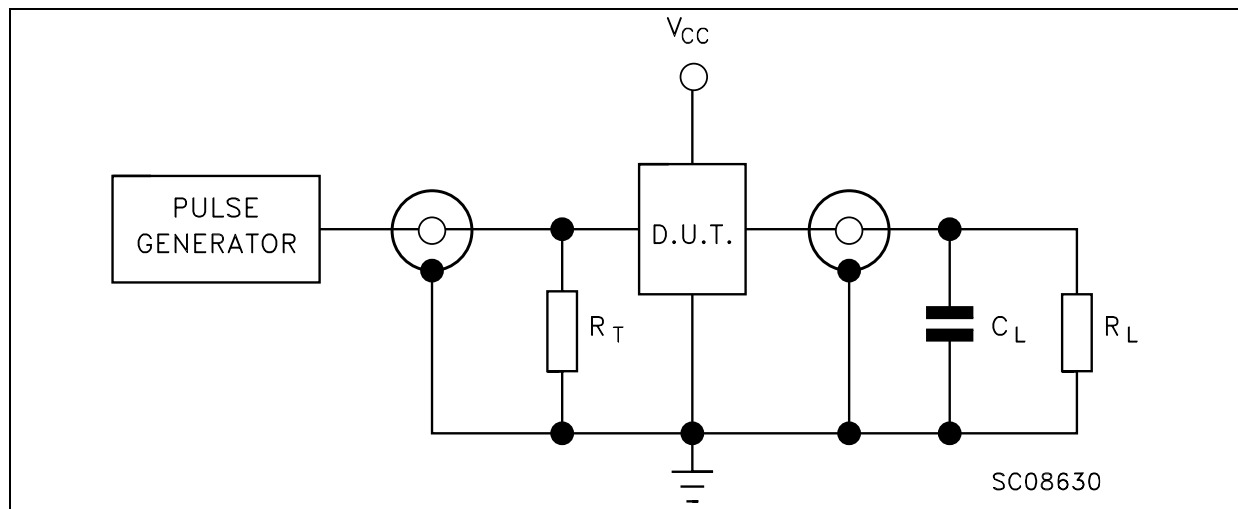 VCC
PULSE
GENERATOR
D.U.T.
RT
CL
RL
SC08630